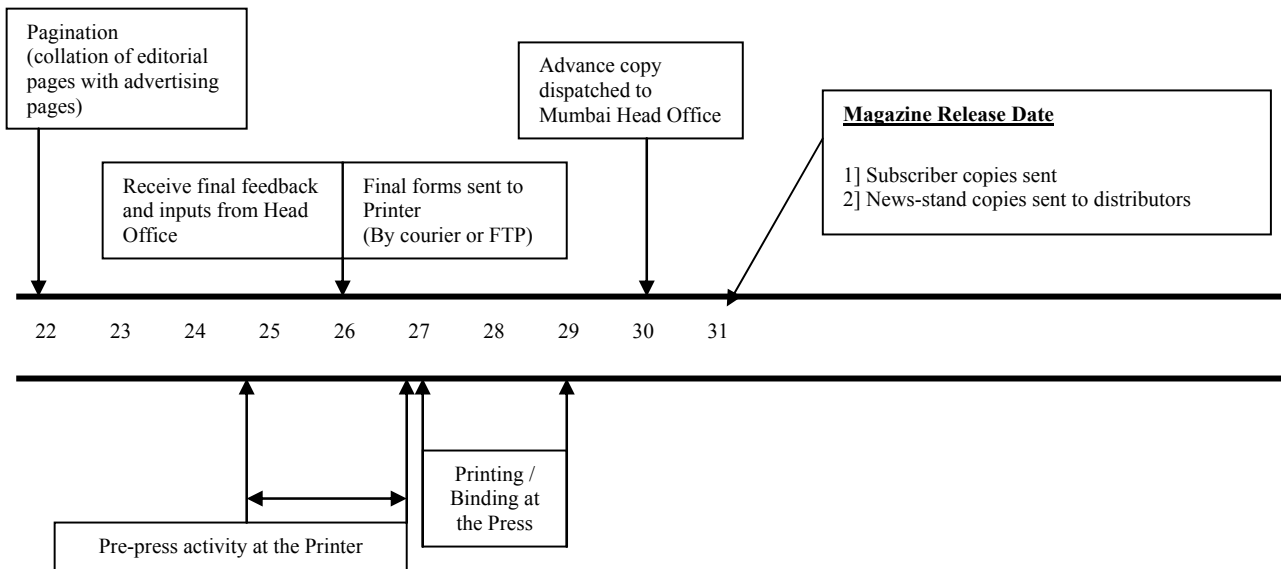 Pagination
(collation of editorial
pages with advertising
pages)
Advance copy
dispatched to
Mumbai Head Office
Magazine Release Date
1] Subscriber copies sent
2] News-stand copies sent to distributors
Receive final feedback
and inputs from Head
Office
Final forms sent to
Printer
(By courier or FTP)
22 23 24 25 26 27 28 29 30 31
Printing /
Binding at
the Press
Pre-press activity at the Printer